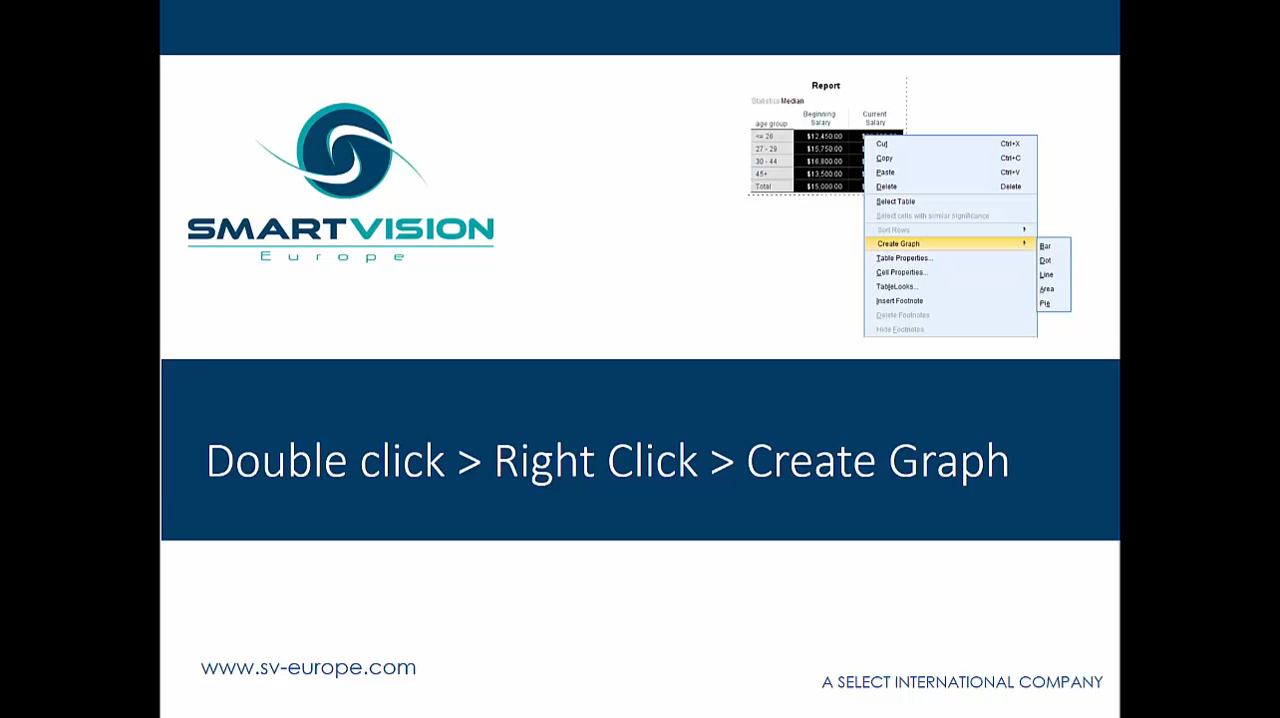 SMARTVISION
Europe
Report
Statistics Median
age group Beginning Salary Current Salary
<= 26 $12,450.00
27 - 29 $15,750.00
30 - 44 $16,800.00
45+ $13,500.00
Total $15,000.00
Cut Ctrl+X
Copy Ctrl+C
Paste Ctrl+V
Delete Delete
Select Table
Select cells with similar significance
Sort Rows
Create Graph
Table Properties...
Cell Properties...
TableLooks...
Insert Footnote
Delete Footnotes
Hide Footnotes
Bar
Dot
Line
Area
Pie
Double click > Right Click > Create Graph
www.sv-europe.com
A SELECT INTERNATIONAL COMPANY